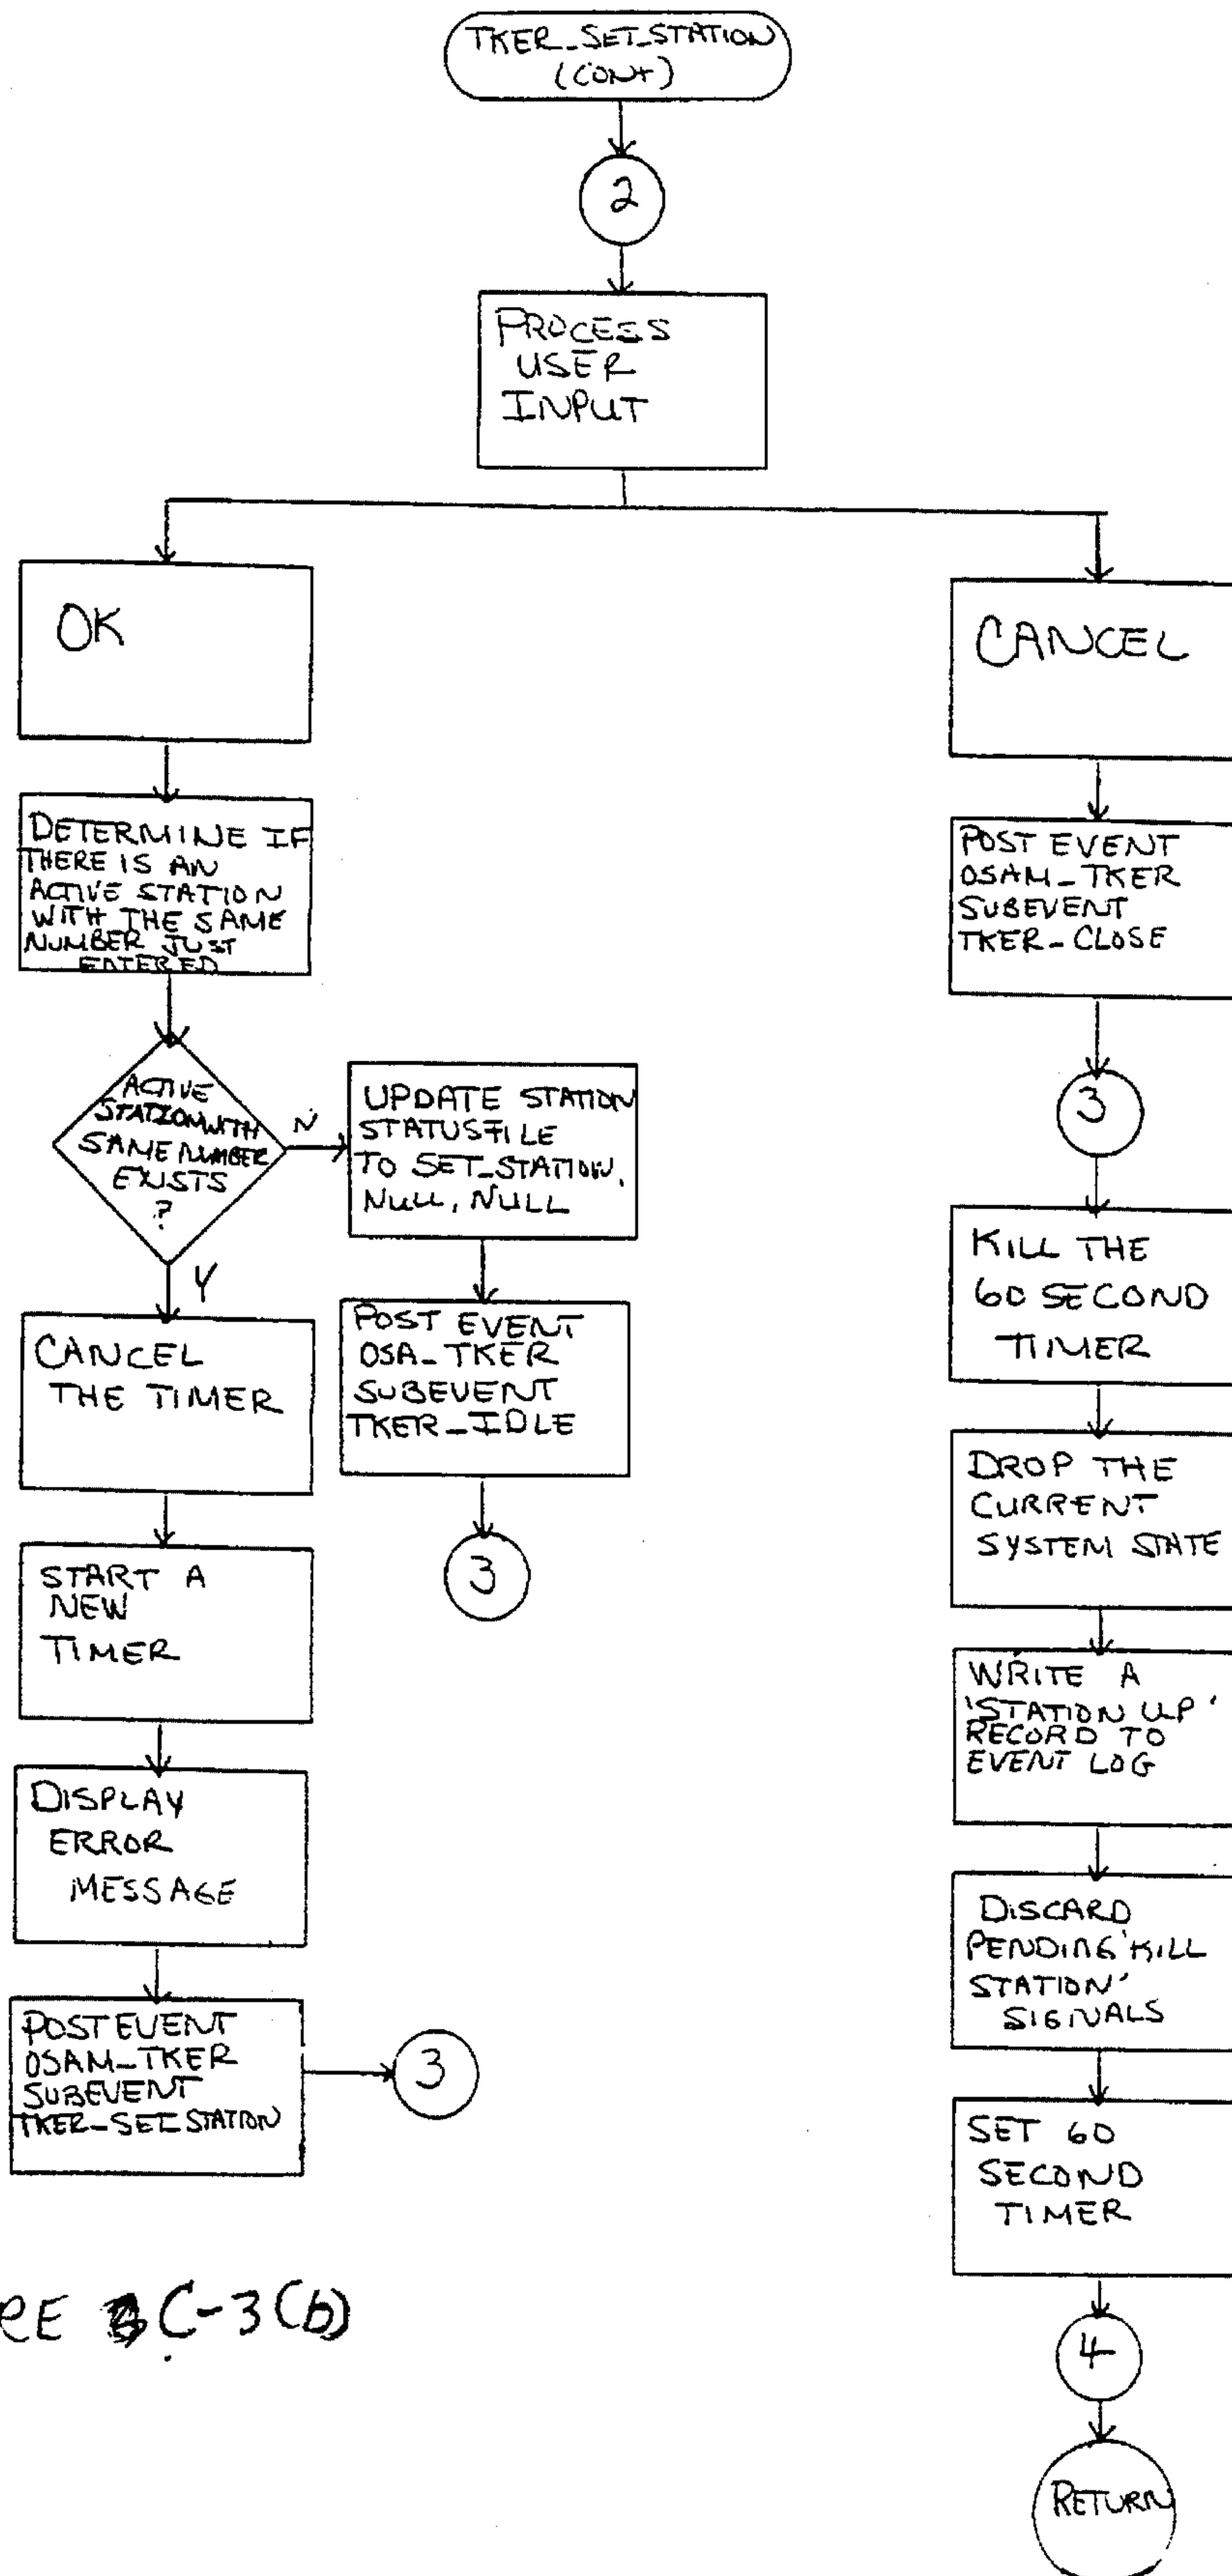 TKER_SET_STATION
(CONT)
2
PROCESS
USER
INPUT
OK
DETERMINE IF
THERE IS AN
ACTIVE STATION
WITH THE SAME
NUMBER JUST
ENTERED
ACTIVE
STATION WITH
SAME NUMBER
EXISTS
?
N
Y
UPDATE STATION
STATUS FILE
TO SET_STATION,
NULL, NULL
POST EVENT
OSA_TKER
SUBEVENT
TKER_IDLE
3
CANCEL
THE TIMER
START A
NEW
TIMER
DISPLAY
ERROR
MESSAGE
POST EVENT
OSAM_TKER
SUBEVENT
TKER_SET_STATION
3
CANCEL
POST EVENT
OSAM_TKER
SUBEVENT
TKER_CLOSE
3
KILL THE
60 SECOND
TIMER
DROP THE
CURRENT
SYSTEM STATE
WRITE A
'STATION UP'
RECORD TO
EVENT LOG
DISCARD
PENDING 'KILL
STATION'
SIGNALS
SET 60
SECOND
TIMER
4
RETURN
RE C-3(b)